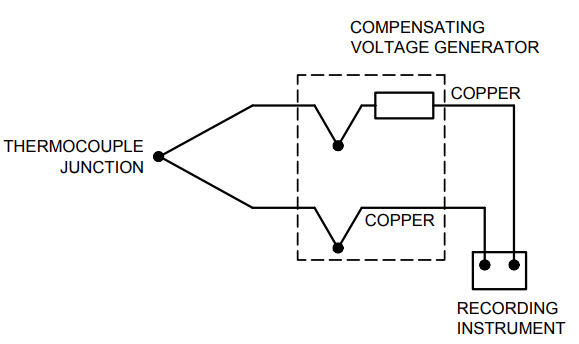 COMPENSATING
VOLTAGE GENERATOR
COPPER
THERMOCOUPLE
JUNCTION
COPPER
RECORDING
INSTRUMENT